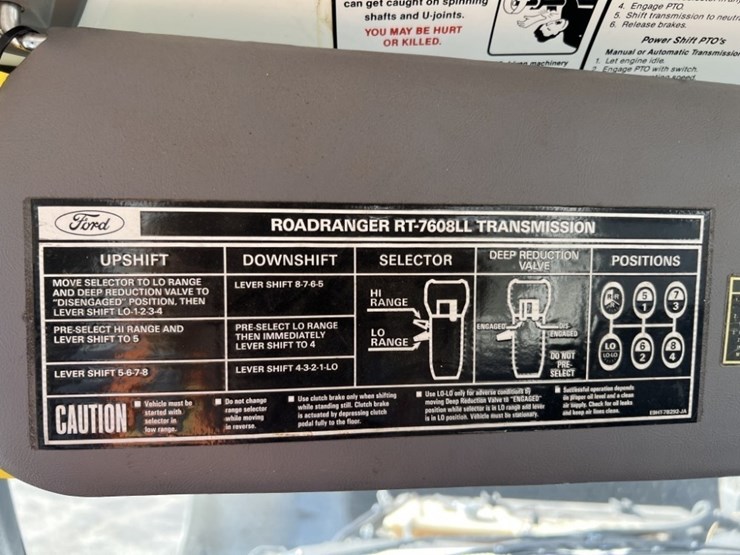 can get caught on spinning
shafts and U-joints.
YOU MAY BE HURT
OR KILLED.
machinery
4. Engage PTO.
5. Shift transmission to
6. Release brakes.
Power Shift PTO's
Manual or Automatic Transmission
1. Let engine idle.
2. Engage PTO with switch.
Ford
ROADRANGER RT-7608LL TRANSMISSION
UPSHIFT
MOVE SELECTOR TO LO RANGE
AND DEEP REDUCTION VALVE TO
"DISENGAGED" POSITION, THEN
LEVER SHIFT LO-1-2-3-4
PRE-SELECT HI RANGE AND
LEVER SHIFT TO 5
LEVER SHIFT 5-6-7-8
DOWNSHIFT
LEVER SHIFT 8-7-6-5
PRE-SELECT LO RANGE
THEN IMMEDIATELY
LEVER SHIFT TO 4
LEVER SHIFT 4-3-2-1-LO
SELECTOR
HI
RANGE
LO
RANGE
DEEP REDUCTION
VALVE
ENGAGED
DIS-
ENGAGED
DO NOT
PRE-
SELECT
POSITIONS
R
5
1
7
3
LO
LO-LO
6
2
8
4
CAUTION
Vehicle must be
started with
selector in
low range.
Do not change
range selector
while moving
in reverse.
Use clutch brake only when shifting
while standing still. Clutch brake
is actuated by depressing clutch
pedal fully to the floor.
Use LO-LO only for adverse conditions by
moving Deep Reduction Valve to "ENGAGED"
position while selector is in LO range and lever
is in LO position. Vehicle must be stationary.
Successful operation depends
on proper oil level and a clean
air supply. Check for oil leaks
and keep air lines clean.
E8HT-7B292-JA